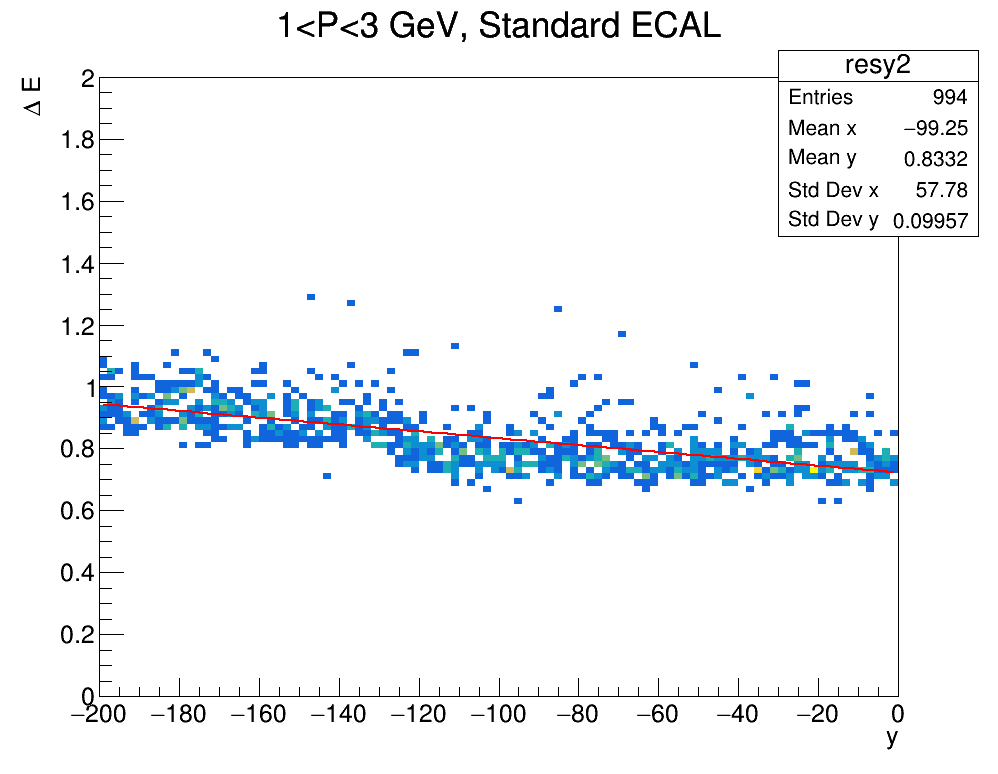 1<P<3 GeV, Standard ECAL
resy2
Entries 994
Mean x −99.25
Mean y 0.8332
Std Dev x 57.78
Std Dev y 0.09957
Δ E
2
1.8
1.6
1.4
1.2
1
0.8
0.6
0.4
0.2
0
−200 −180 −160 −140 −120 −100 −80 −60 −40 −20 0
y